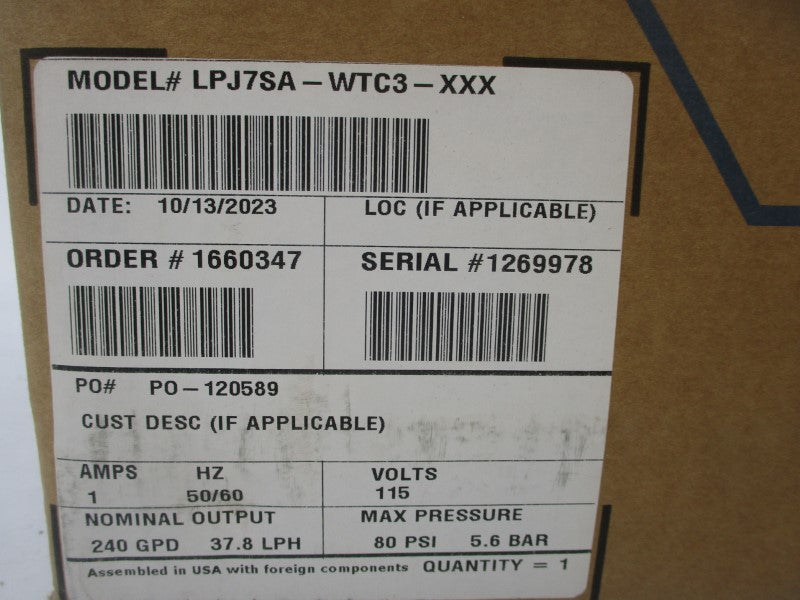 MODEL# LPJ7SA-WTC3-XXX
DATE: 10/13/2023 LOC (IF APPLICABLE)
ORDER # 1660347 SERIAL #1269978
PO# PO-120589
CUST DESC (IF APPLICABLE)
AMPS HZ VOLTS
1 50/60 115
NOMINAL OUTPUT MAX PRESSURE
240 GPD 37.8 LPH 80 PSI 5.6 BAR
Assembled in USA with foreign components QUANTITY = 1